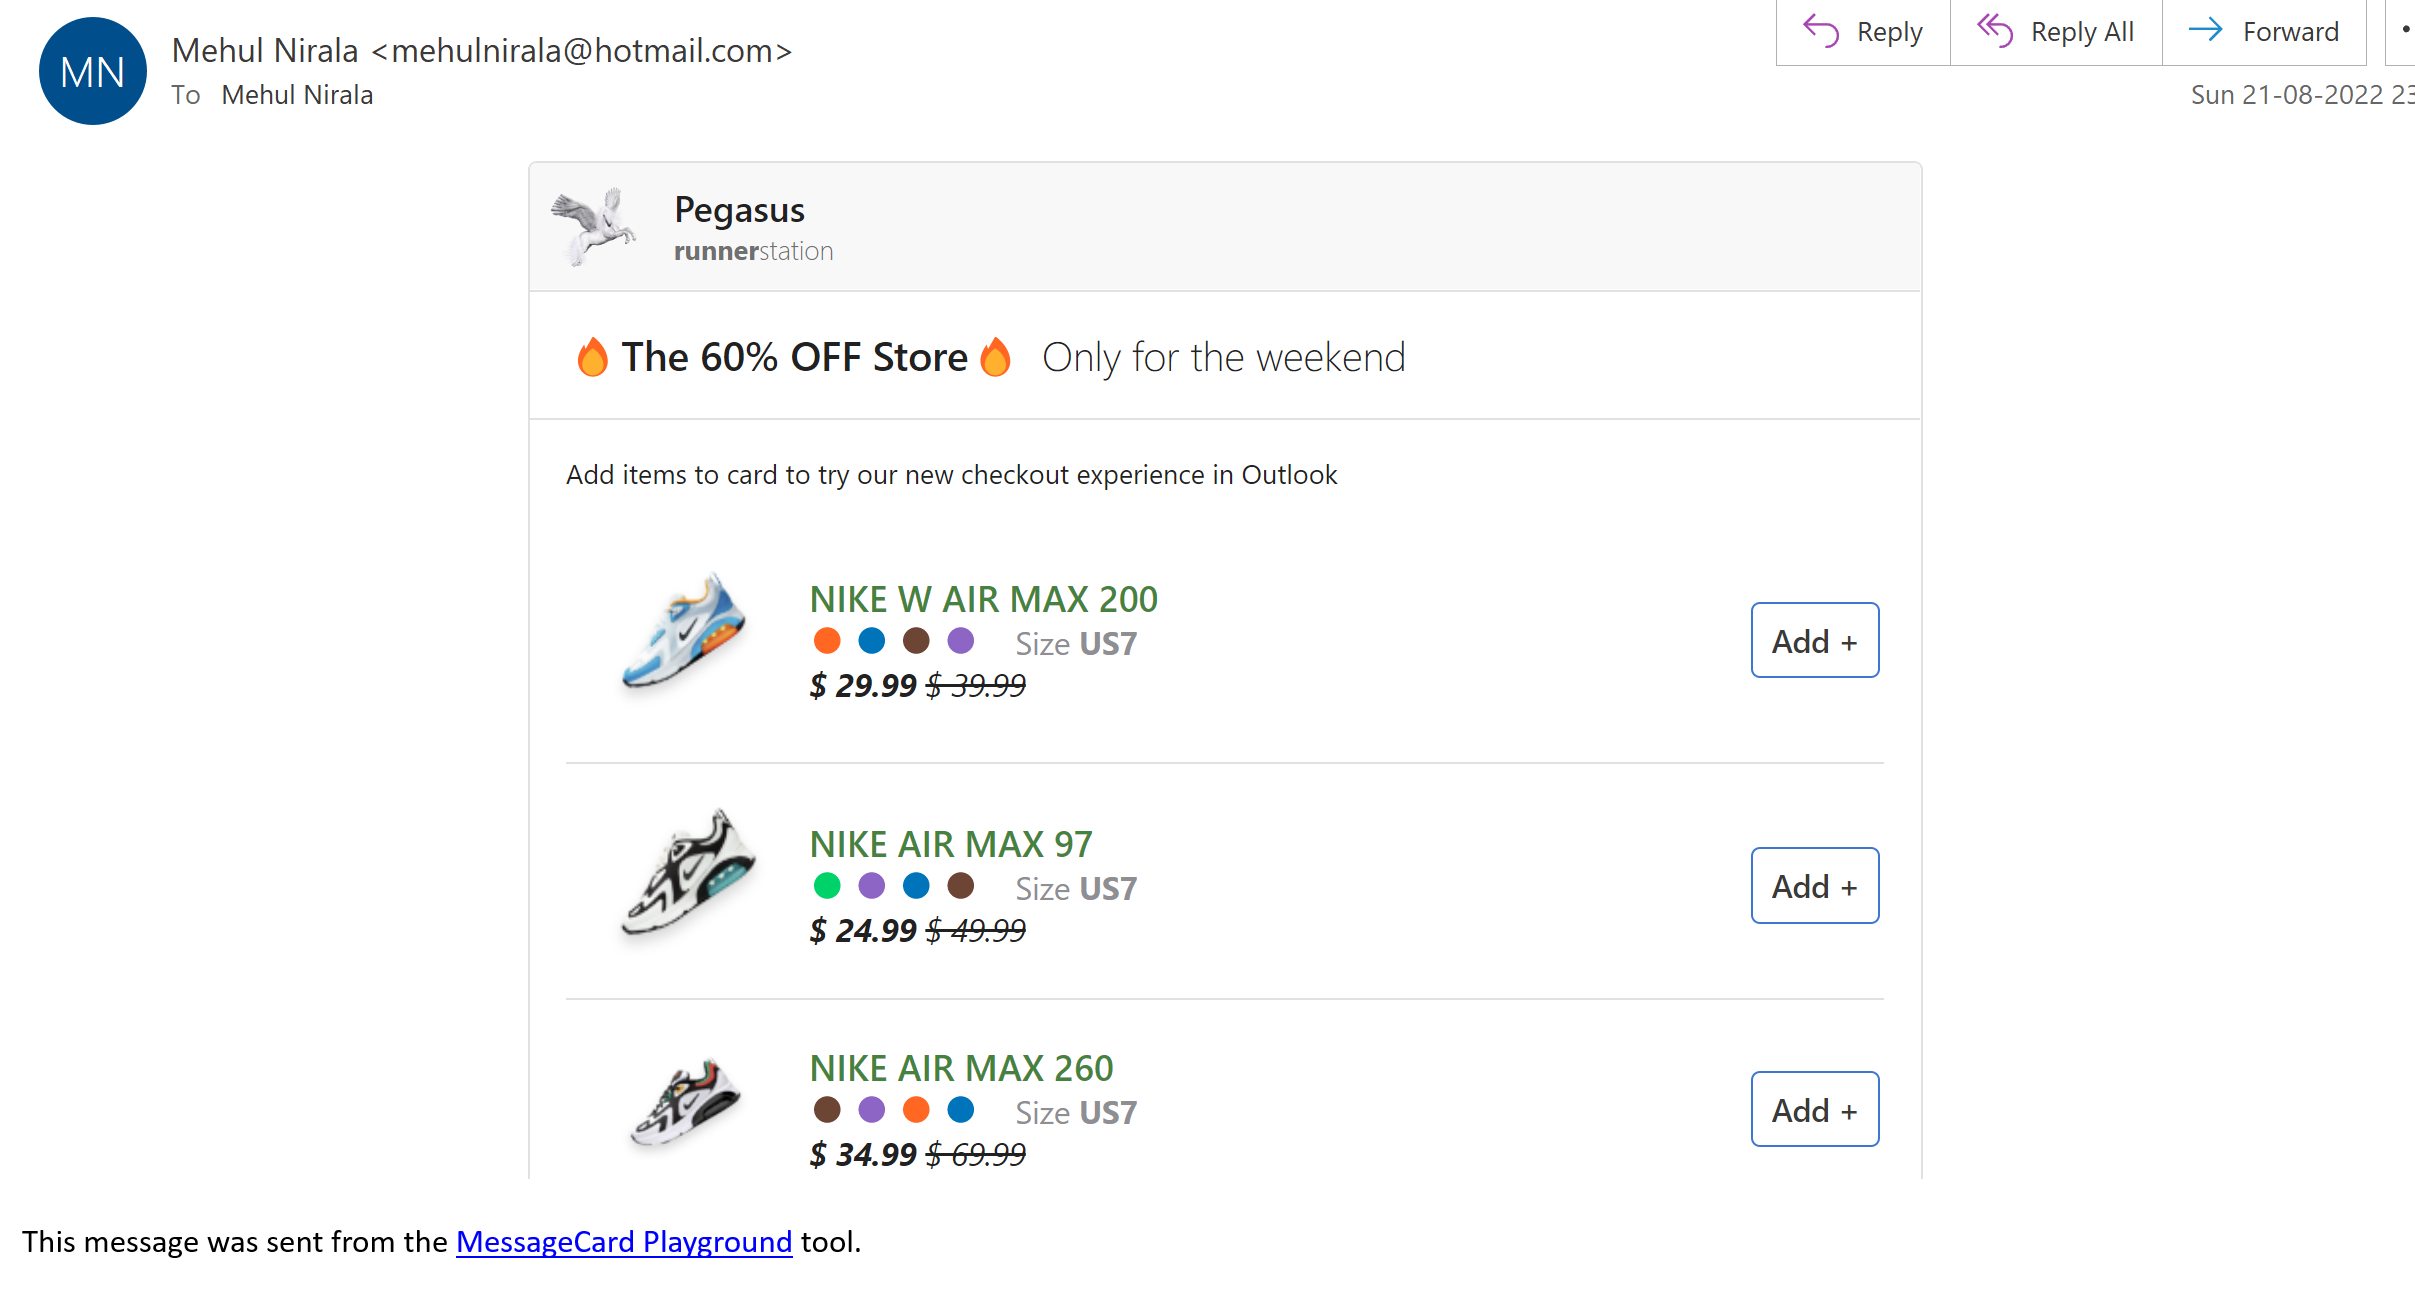 MN
Mehul Nirala <mehulnirala@hotmail.com>
To Mehul Nirala
Reply
Reply All
Forward
Sun 21-08-2022 23
Pegasus
runnerstation
🔥 The 60% OFF Store 🔥 Only for the weekend
Add items to card to try our new checkout experience in Outlook
NIKE W AIR MAX 200
Size US7
$ 29.99 $ 39.99
Add +
NIKE AIR MAX 97
Size US7
$ 24.99 $ 49.99
Add +
NIKE AIR MAX 260
Size US7
$ 34.99 $ 69.99
Add +
This message was sent from the MessageCard Playground tool.